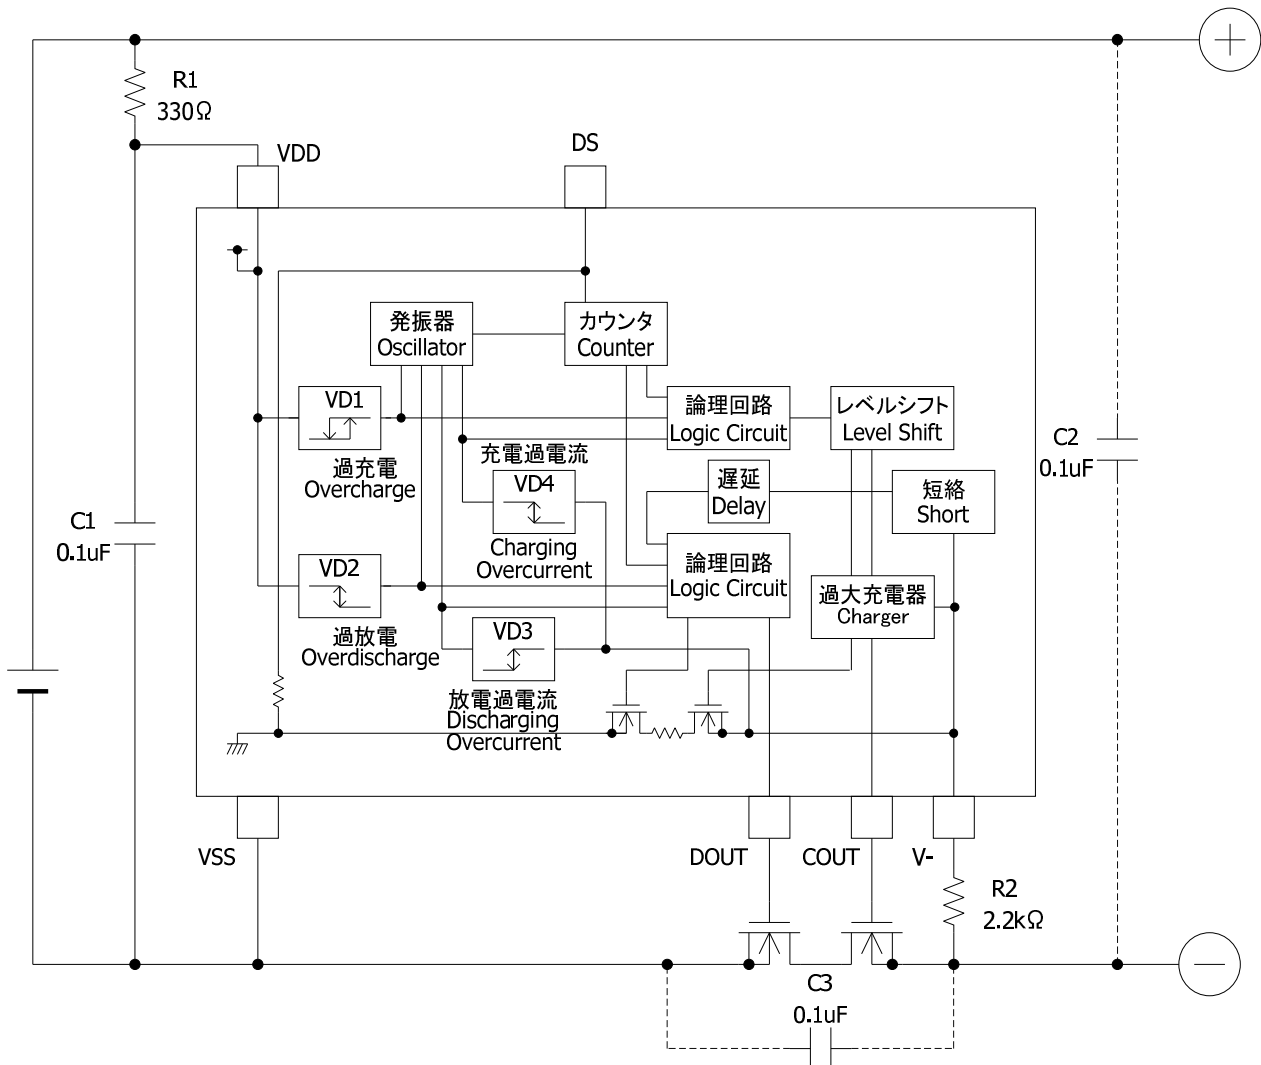 R1
330Ω
VDD
DS
発振器
Oscillator
カウンタ
Counter
VD1
過充電
Overcharge
論理回路
Logic Circuit
レベルシフト
Level Shift
充電過電流
VD4
Charging
Overcurrent
遅延
Delay
短絡
Short
C2
0.1uF
C1
0.1uF
VD2
過放電
Overdischarge
論理回路
Logic Circuit
過大充電器
Charger
VD3
放電過電流
Discharging
Overcurrent
VSS
DOUT
COUT
V-
R2
2.2kΩ
C3
0.1uF